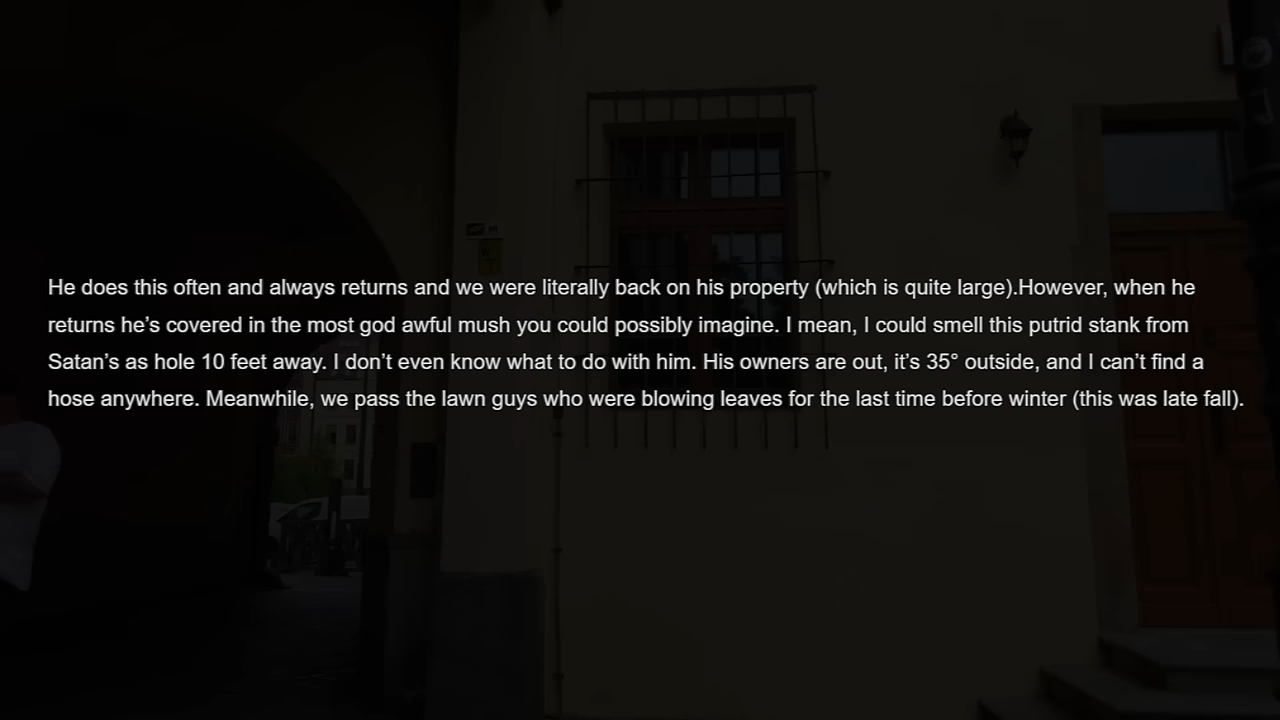 He does this often and always returns and we were literally back on his property (which is quite large).However, when he
returns he’s covered in the most god awful mush you could possibly imagine. I mean, I could smell this putrid stank from
Satan’s as hole 10 feet away. I don’t even know what to do with him. His owners are out, it’s 35° outside, and I can’t find a
hose anywhere. Meanwhile, we pass the lawn guys who were blowing leaves for the last time before winter (this was late fall).